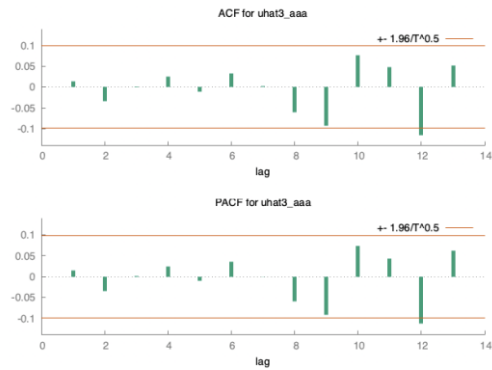 ACF for uhat3_aaa
+- 1.96/T^0.5
0.1
0.05
0
-0.05
-0.1
0 2 4 6 8 10 12 14
lag
PACF for uhat3_aaa
+- 1.96/T^0.5
0.1
0.05
0
-0.05
-0.1
0 2 4 6 8 10 12 14
lag